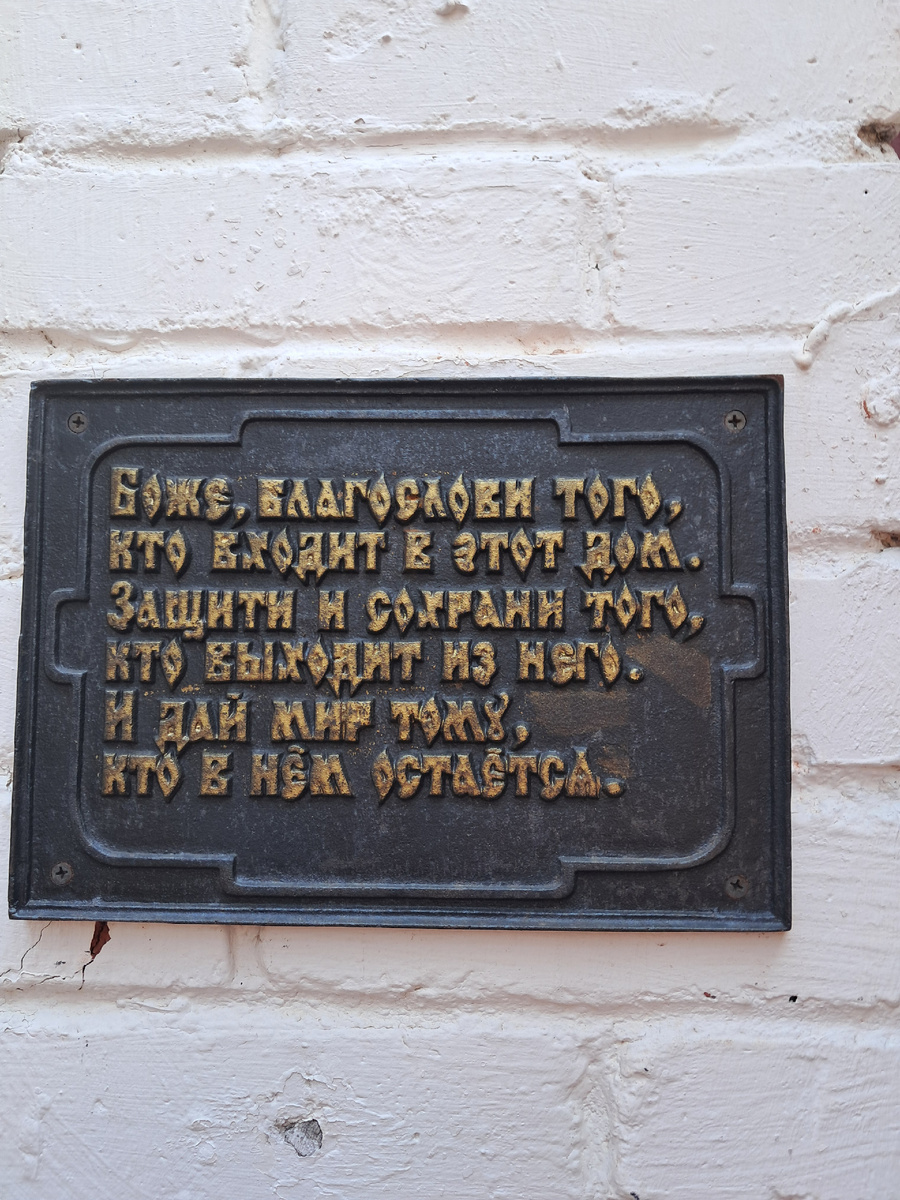 Боже, благослови того,
кто входит в этот дом.
Защити и сохрани того,
кто выходит из него.
И дай мир тому,
кто в нём остаётся.